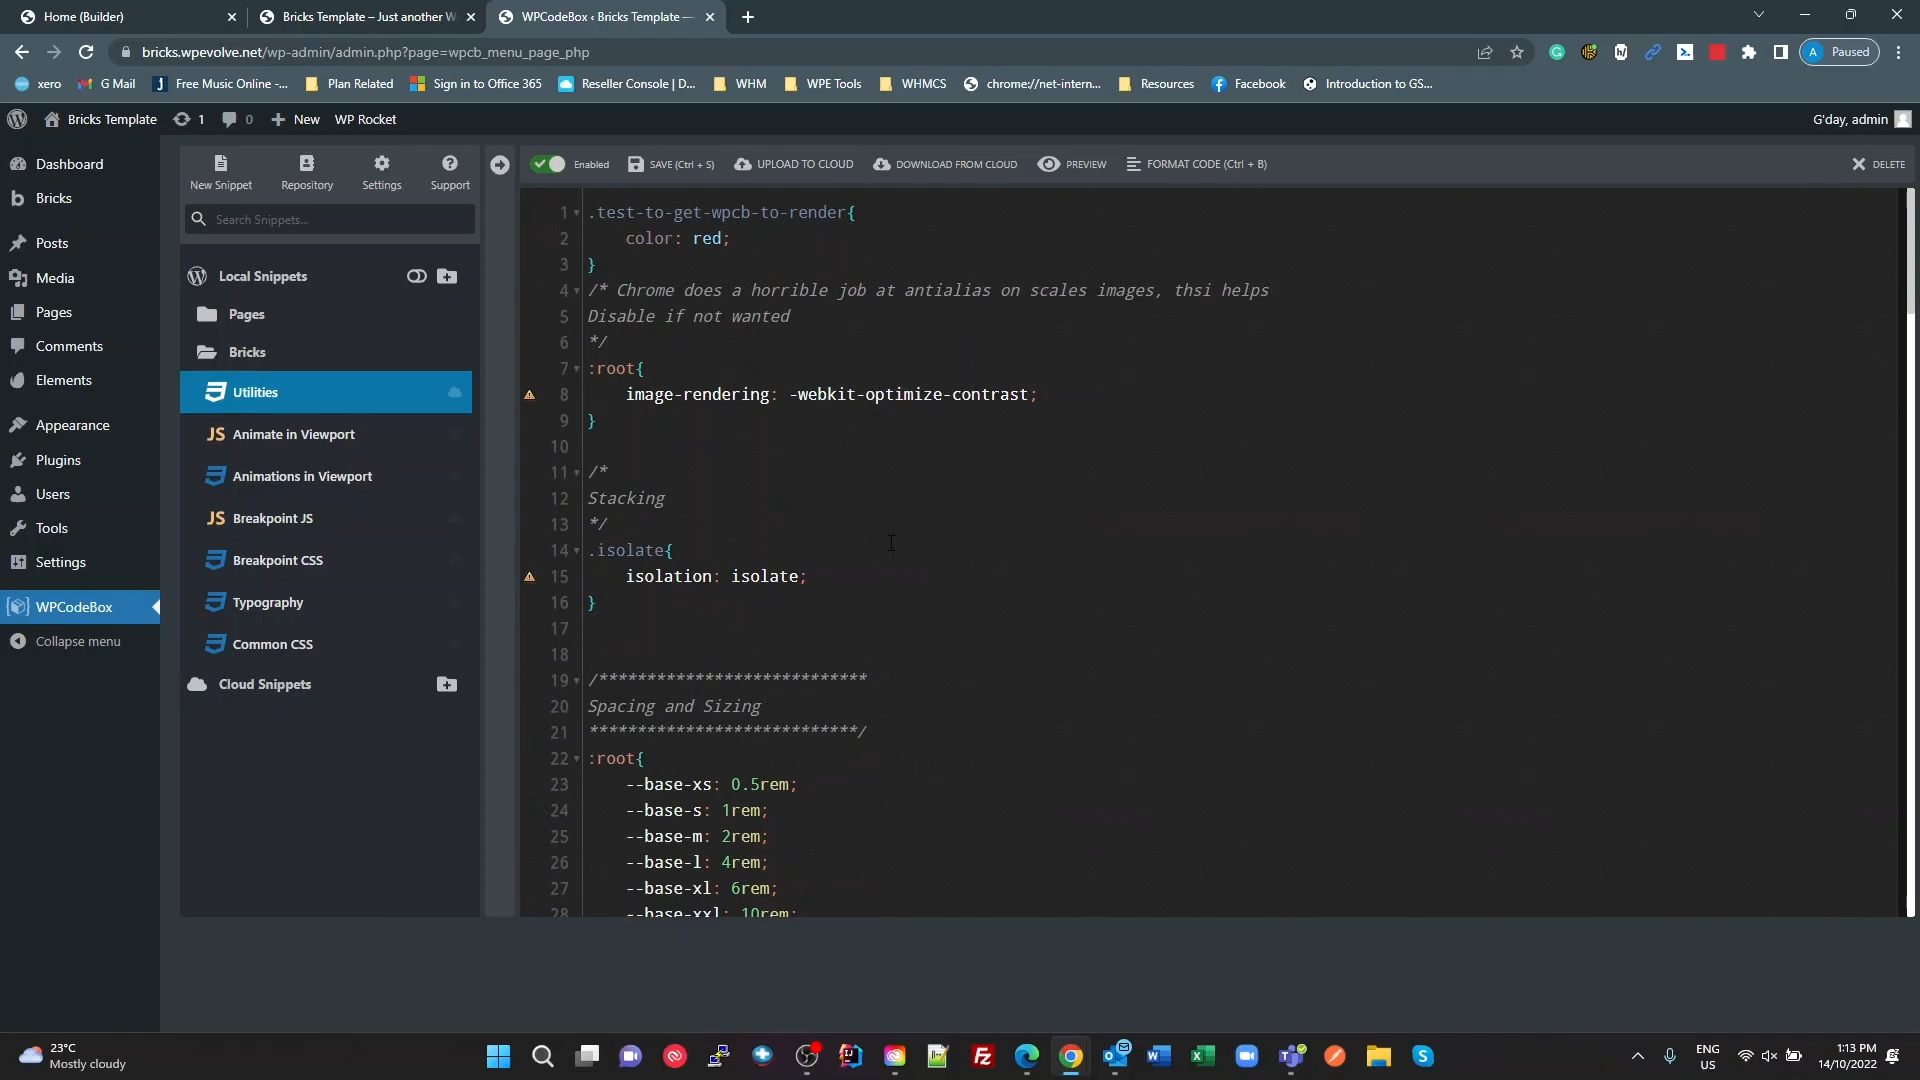 Home (Builder)
Bricks Template – Just another W
WPCodeBox ‹ Bricks Template —
bricks.wpevolve.net/wp-admin/admin.php?page=wpcb_menu_page_php
A Paused
xero
G Mail
Free Music Online -...
Plan Related
Sign in to Office 365
Reseller Console | D...
WHM
WPE Tools
WHMCS
chrome://net-intern...
Resources
Facebook
Introduction to GS...
Bricks Template
1
0
New
WP Rocket
G'day, admin
Dashboard
Bricks
Posts
Media
Pages
Comments
Elements
Appearance
Plugins
Users
Tools
Settings
WPCodeBox
Collapse menu
New Snippet
Repository
Settings
Support
Search Snippets...
Local Snippets
Pages
Bricks
Utilities
JS Animate in Viewport
Animations in Viewport
JS Breakpoint JS
Breakpoint CSS
Typography
Common CSS
Cloud Snippets
Enabled
SAVE (Ctrl + S)
UPLOAD TO CLOUD
DOWNLOAD FROM CLOUD
PREVIEW
FORMAT CODE (Ctrl + B)
DELETE
1 .test-to-get-wpcb-to-render{
2 color: red;
3 }
4 /* Chrome does a horrible job at antialias on scales images, thsi helps
5 Disable if not wanted
6 */
7 :root{
8 image-rendering: -webkit-optimize-contrast;
9 }
10
11 /*
12 Stacking
13 */
14 .isolate{
15 isolation: isolate;
16 }
17
18
19 /****************************
20 Spacing and Sizing
21 ****************************/
22 :root{
23 --base-xs: 0.5rem;
24 --base-s: 1rem;
25 --base-m: 2rem;
26 --base-l: 4rem;
27 --base-xl: 6rem;
28 --base-xxl: 10rem;
23°C
Mostly cloudy
ENG
US
1:13 PM
14/10/2022